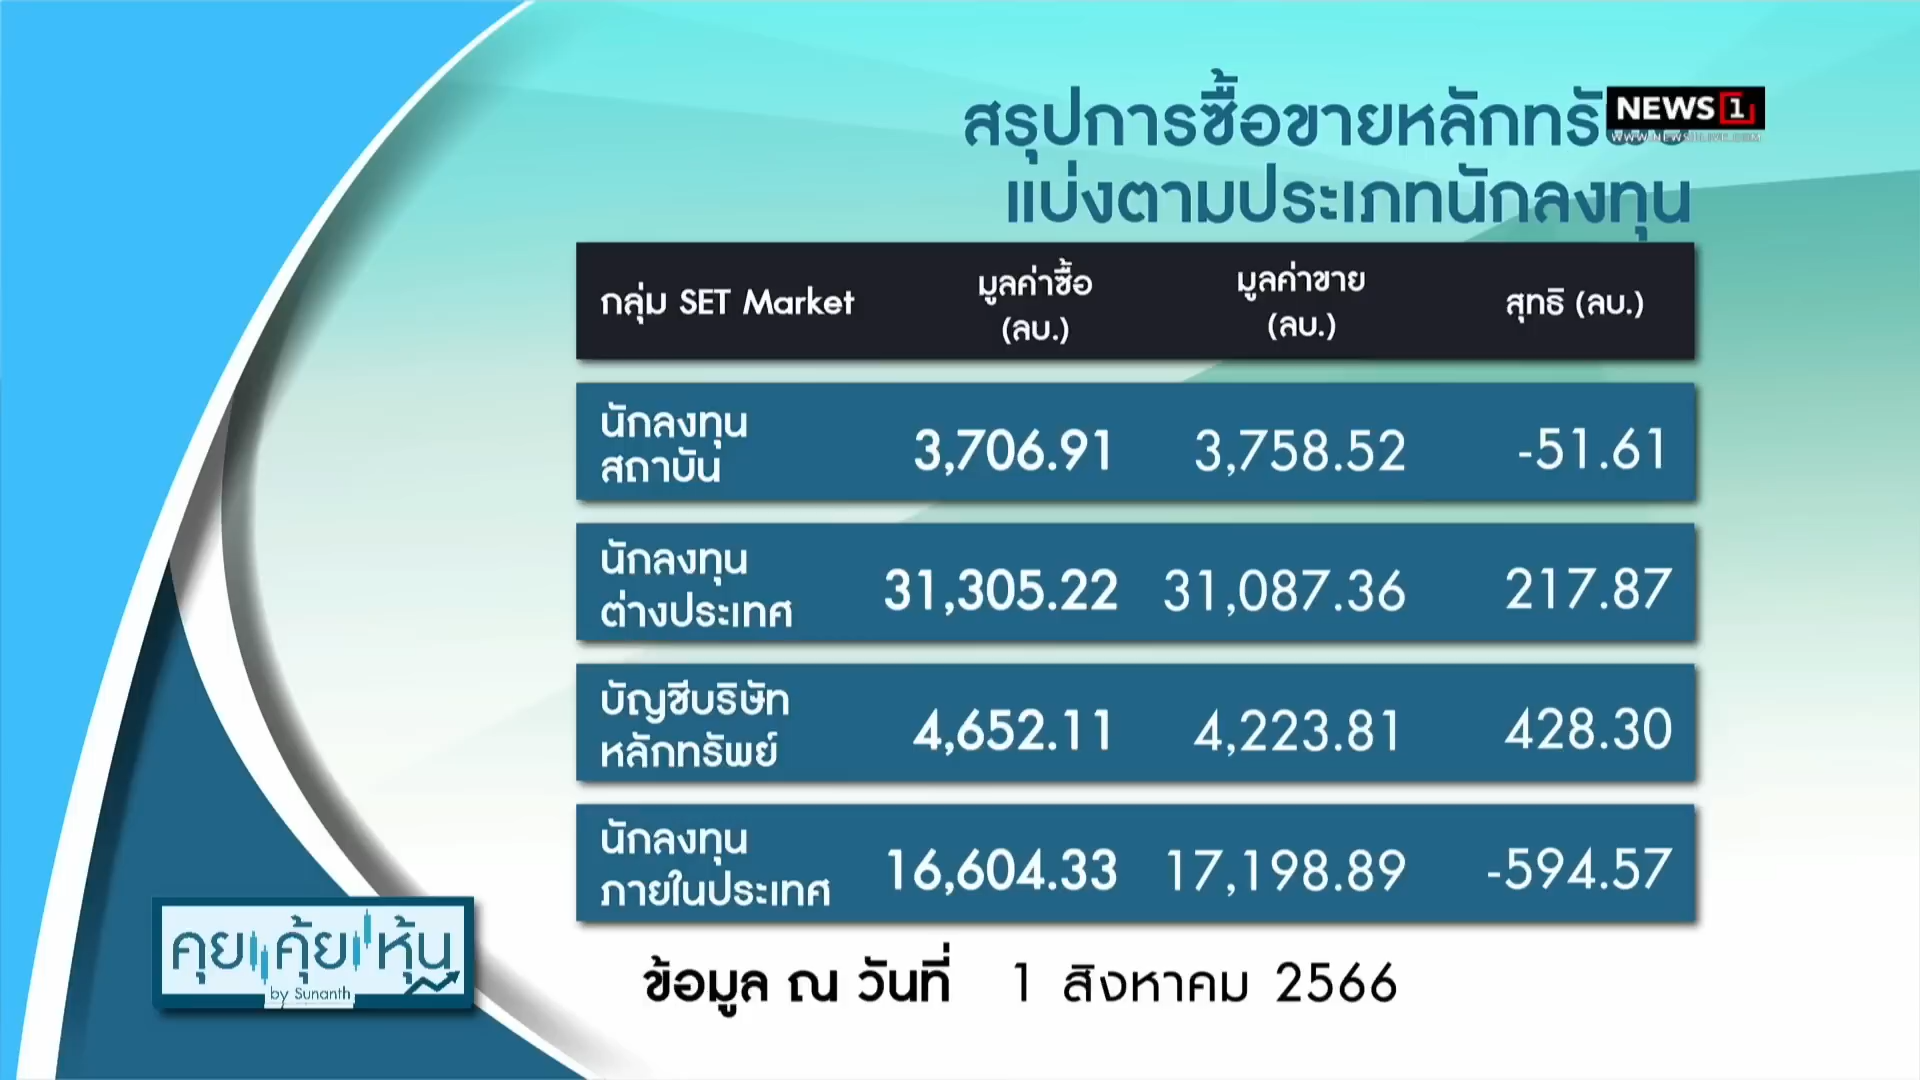 สรุปการซื้อขายหลักทรั
NEWS 1
WWW.NEWS1LIVE.COM
แบ่งตามประเภทนักลงทุน
กลุ่ม SET Market มูลค่าซื้อ (ลบ.) มูลค่าขาย (ลบ.) สุทธิ (ลบ.)
นักลงทุน
สถาบัน 3,706.91 3,758.52 -51.61
นักลงทุน
ต่างประเทศ 31,305.22 31,087.36 217.87
บัญชีบริษัท
หลักทรัพย์ 4,652.11 4,223.81 428.30
นักลงทุน
ภายในประเทศ 16,604.33 17,198.89 -594.57
คุย คุ้ย หุ้น
by Sunanth
ข้อมูล ณ วันที่ 1 สิงหาคม 2566